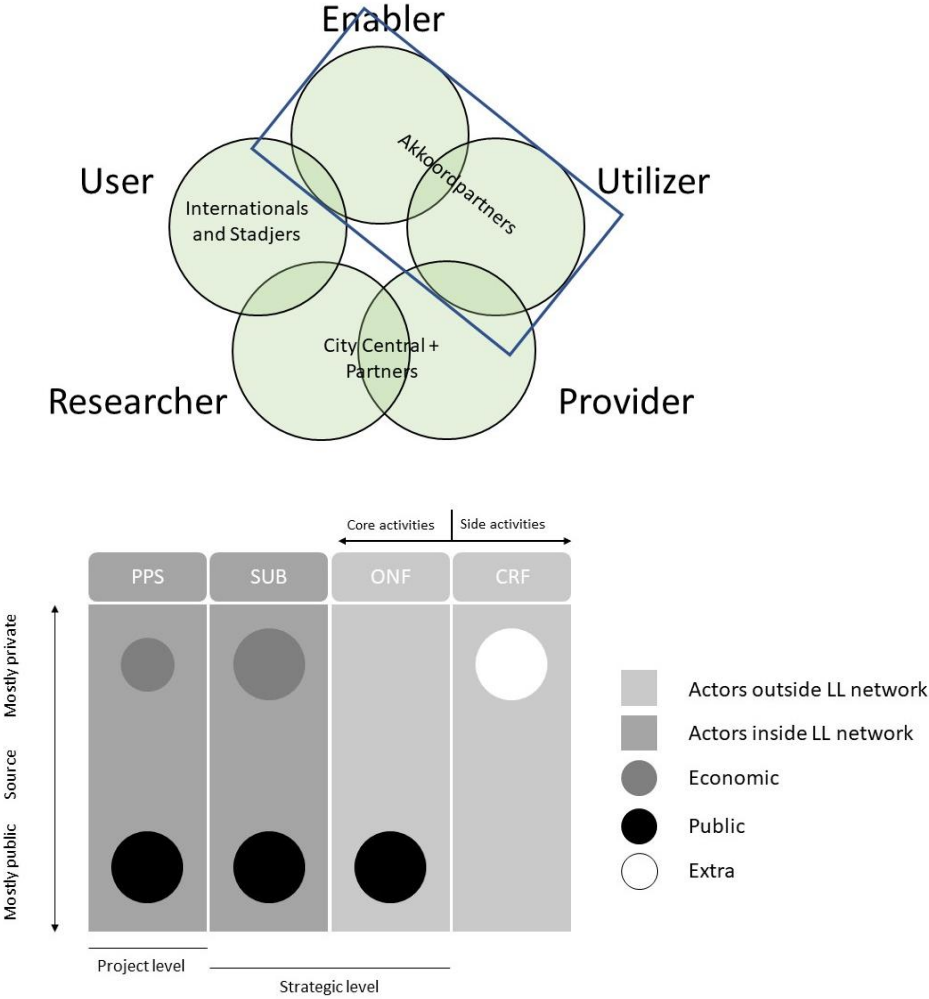 Enabler
User
Utilizer
Akkoordpartners
Internationals
and Stadjers
City Central +
Partners
Researcher
Provider
Core activities
Side activities
PPS
SUB
ONF
CRF
Mostly private
Source
Mostly public
Actors outside LL network
Actors inside LL network
Economic
Public
Extra
Project level
Strategic level